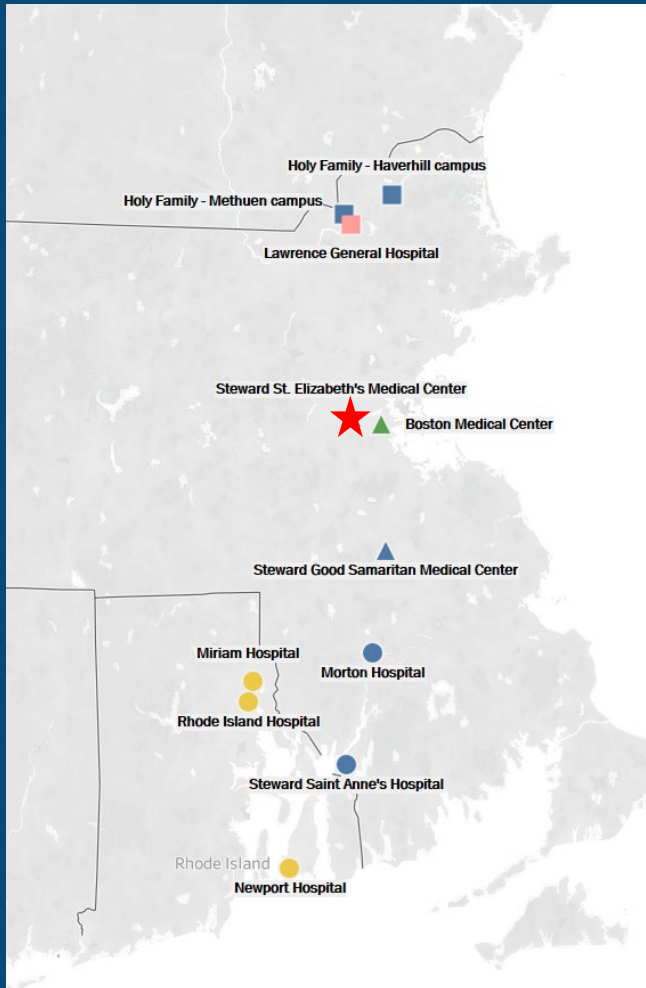 Holy Family - Haverhill campus
Holy Family - Methuen campus
Lawrence General Hospital
Steward St. Elizabeth's Medical Center
Boston Medical Center
Steward Good Samaritan Medical Center
Miriam Hospital
Morton Hospital
Rhode Island Hospital
Steward Saint Anne's Hospital
Rhode Island
Newport Hospital